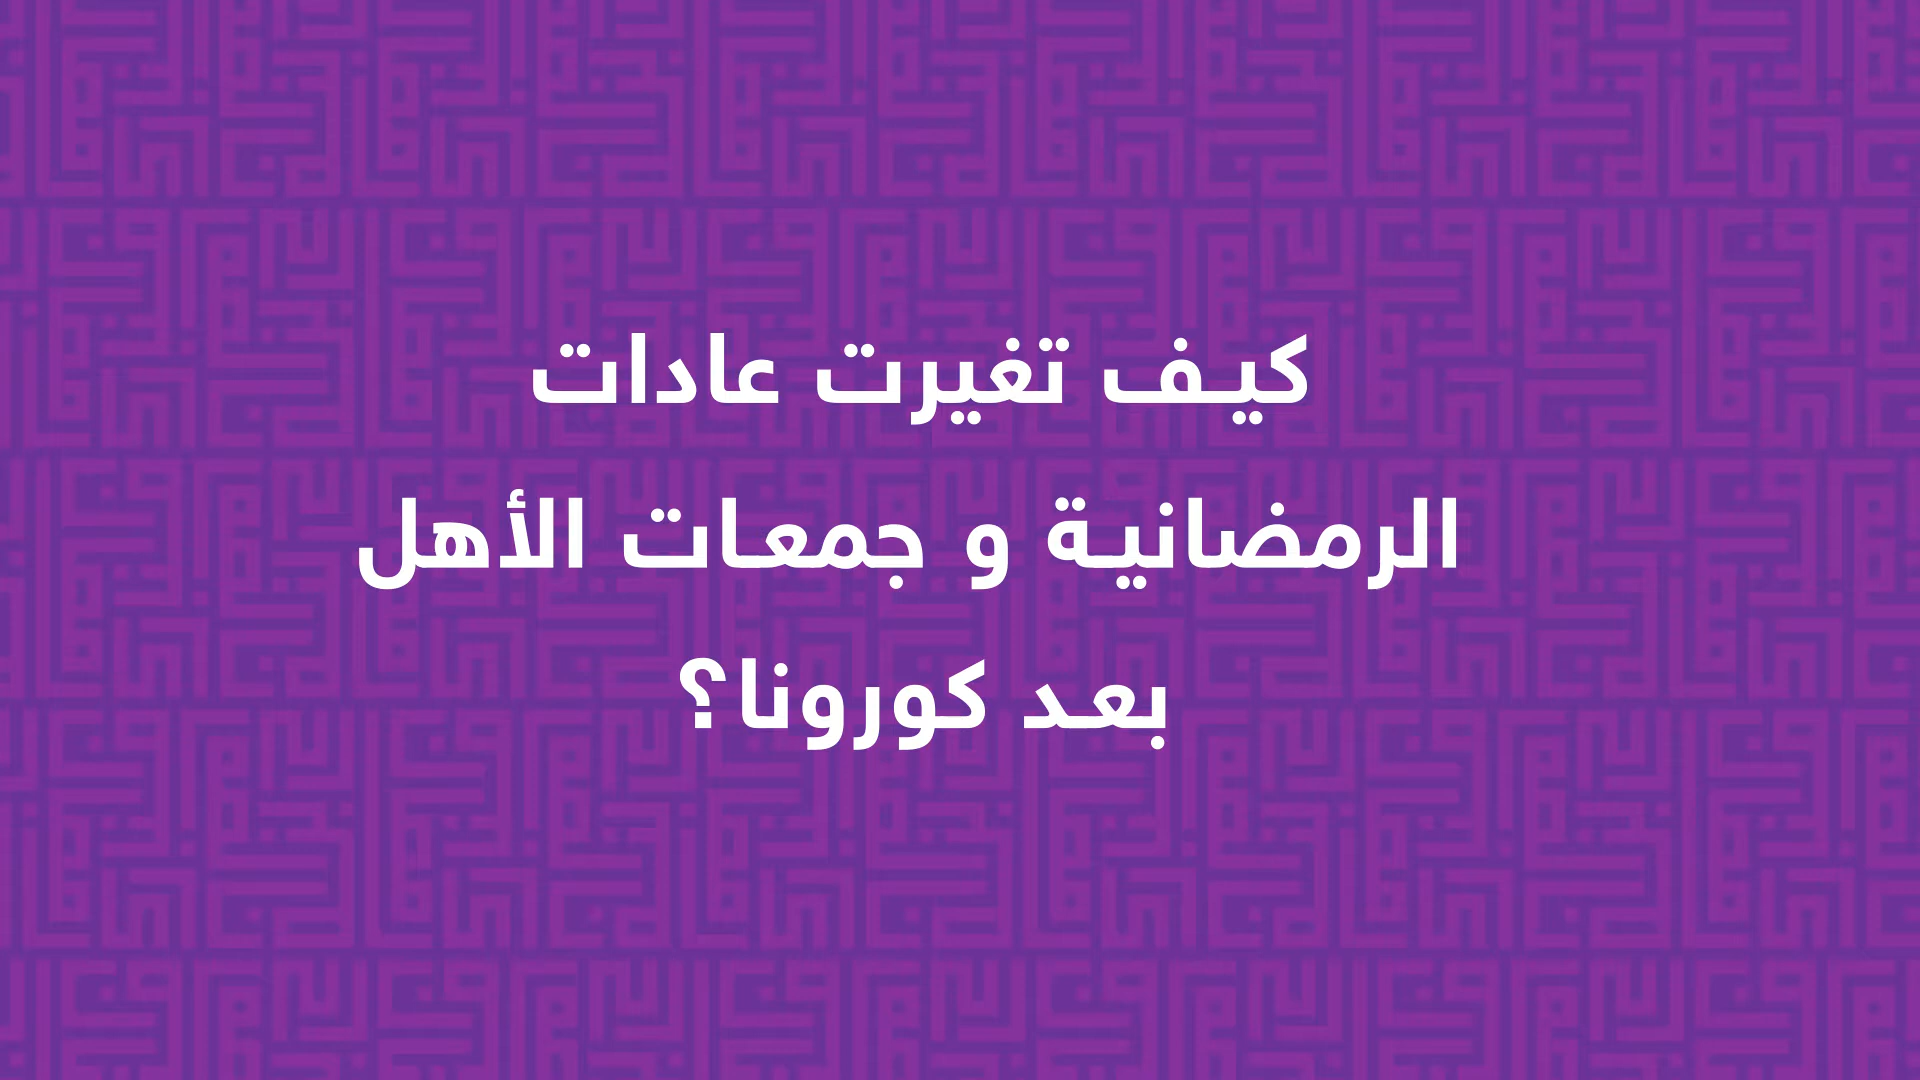 كيف تغيرت عادات
الرمضانية و جمعات الأهل
بعد كورونا؟